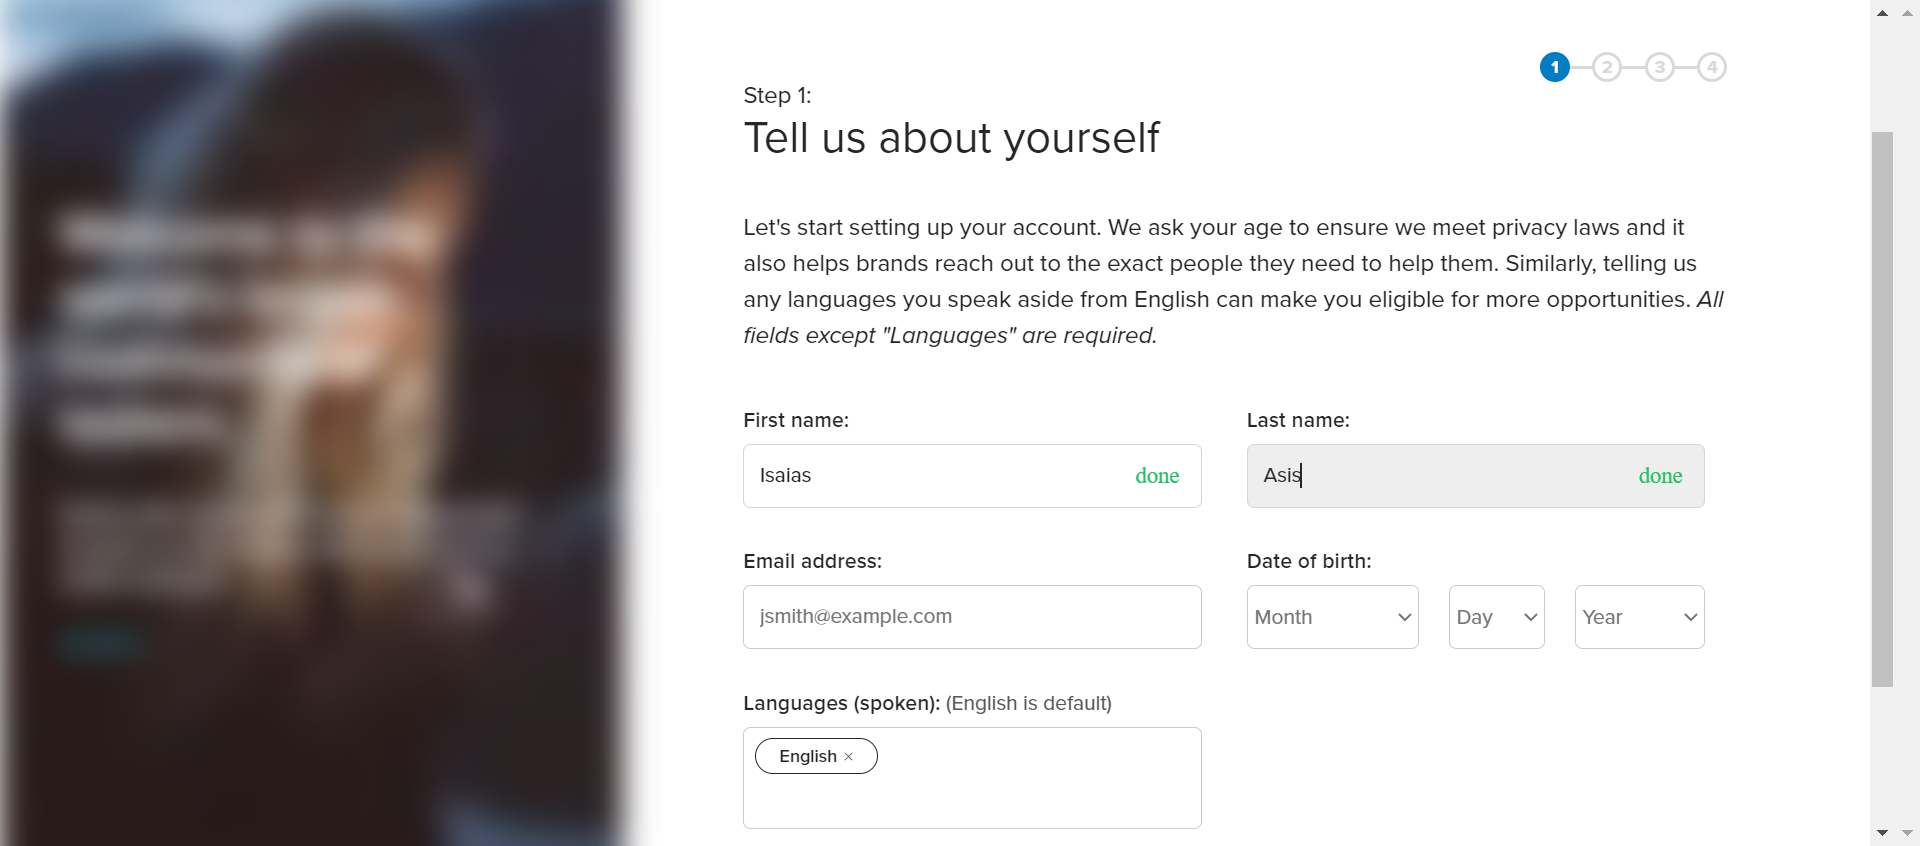 1 2 3 4
Step 1:
Tell us about yourself
Let's start setting up your account. We ask your age to ensure we meet privacy laws and it
also helps brands reach out to the exact people they need to help them. Similarly, telling us
any languages you speak aside from English can make you eligible for more opportunities. All
fields except "Languages" are required.
First name:
Last name:
Isaias done
Asis done
Email address:
Date of birth:
jsmith@example.com
Month Day Year
Languages (spoken): (English is default)
English ×